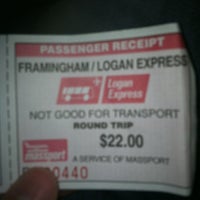 PASSENGER RECEIPT
FRAMINGHAM / LOGAN EXPRESS
Logan
Express
NOT GOOD FOR TRANSPORT
ROUND TRIP
$22.00
massport
A SERVICE OF MASSPORT
0440